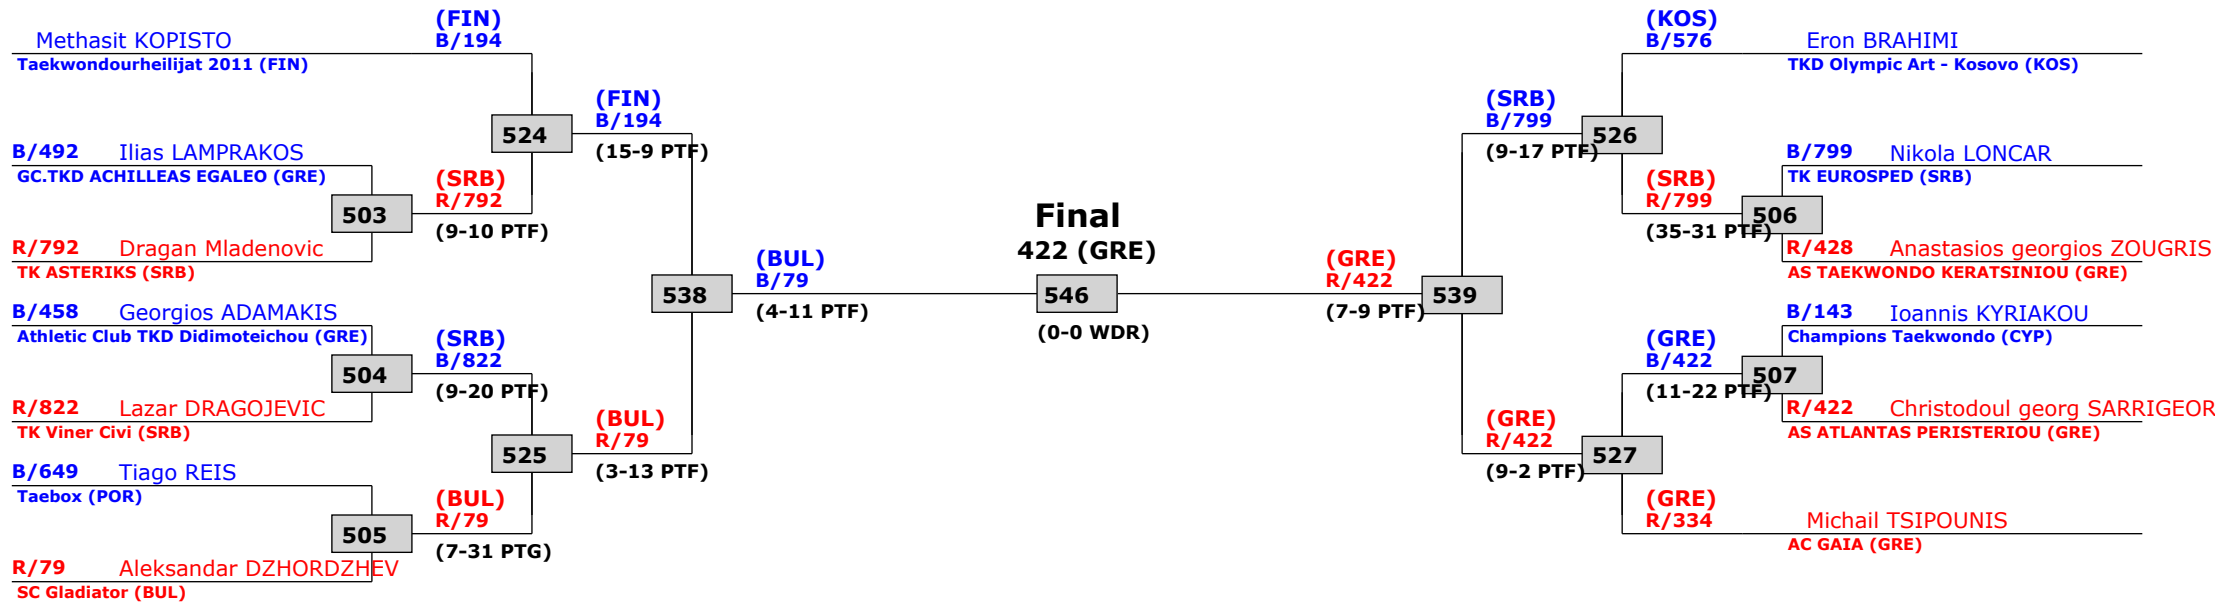 (FIN)
B/194
Methasit KOPISTO
Taekwondourheilijat 2011 (FIN)
B/492 Ilias LAMPRAKOS
GC.TKD ACHILLEAS EGALEO (GRE)
503
R/792 Dragan Mladenovic
TK ASTERIKS (SRB)
B/458 Georgios ADAMAKIS
Athletic Club TKD Didimoteichou (GRE)
504
R/822 Lazar DRAGOJEVIC
TK Viner Civi (SRB)
B/649 Tiago REIS
Taebox (POR)
505
R/79 Aleksandar DZHORDZHEV
SC Gladiator (BUL)
524
(SRB)
R/792
(9-10 PTF)
(SRB)
B/822
(9-20 PTF)
525
(BUL)
R/79
(7-31 PTG)
(FIN)
B/194
(15-9 PTF)
538
(BUL)
R/79
(3-13 PTF)
(BUL)
B/79
(4-11 PTF)
Final
422 (GRE)
546
(0-0 WDR)
(GRE)
R/422
(7-9 PTF)
539
(SRB)
B/799
(9-17 PTF)
526
(GRE)
R/422
(9-2 PTF)
527
(KOS)
B/576
Eron BRAHIMI
TKD Olympic Art - Kosovo (KOS)
(SRB)
R/799
(35-31 PTF)
506
B/799 Nikola LONCAR
TK EUROSPED (SRB)
R/428 Anastasios georgios ZOUGRIS
AS TAEKWONDO KERATSINIOU (GRE)
(GRE)
B/422
(11-22 PTF)
507
B/143 Ioannis KYRIAKOU
Champions Taekwondo (CYP)
R/422 Christodoul georg SARRIGEOR
AS ATLANTAS PERISTERIOU (GRE)
(GRE)
R/334
Michail TSIPOUNIS
AC GAIA (GRE)